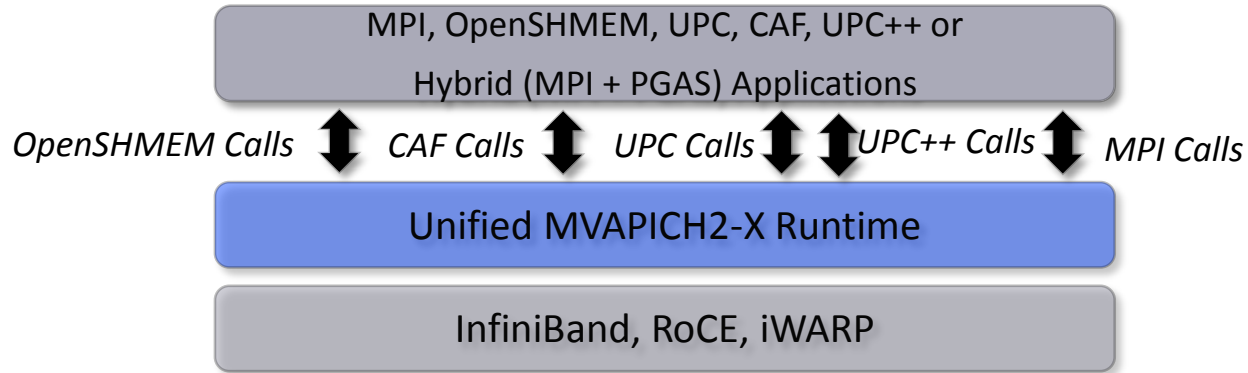 MPI, OpenSHMEM, UPC, CAF, UPC++ or
Hybrid (MPI + PGAS) Applications
OpenSHMEM Calls
CAF Calls
UPC Calls
UPC++ Calls
MPI Calls
Unified MVAPICH2-X Runtime
InfiniBand, RoCE, iWARP